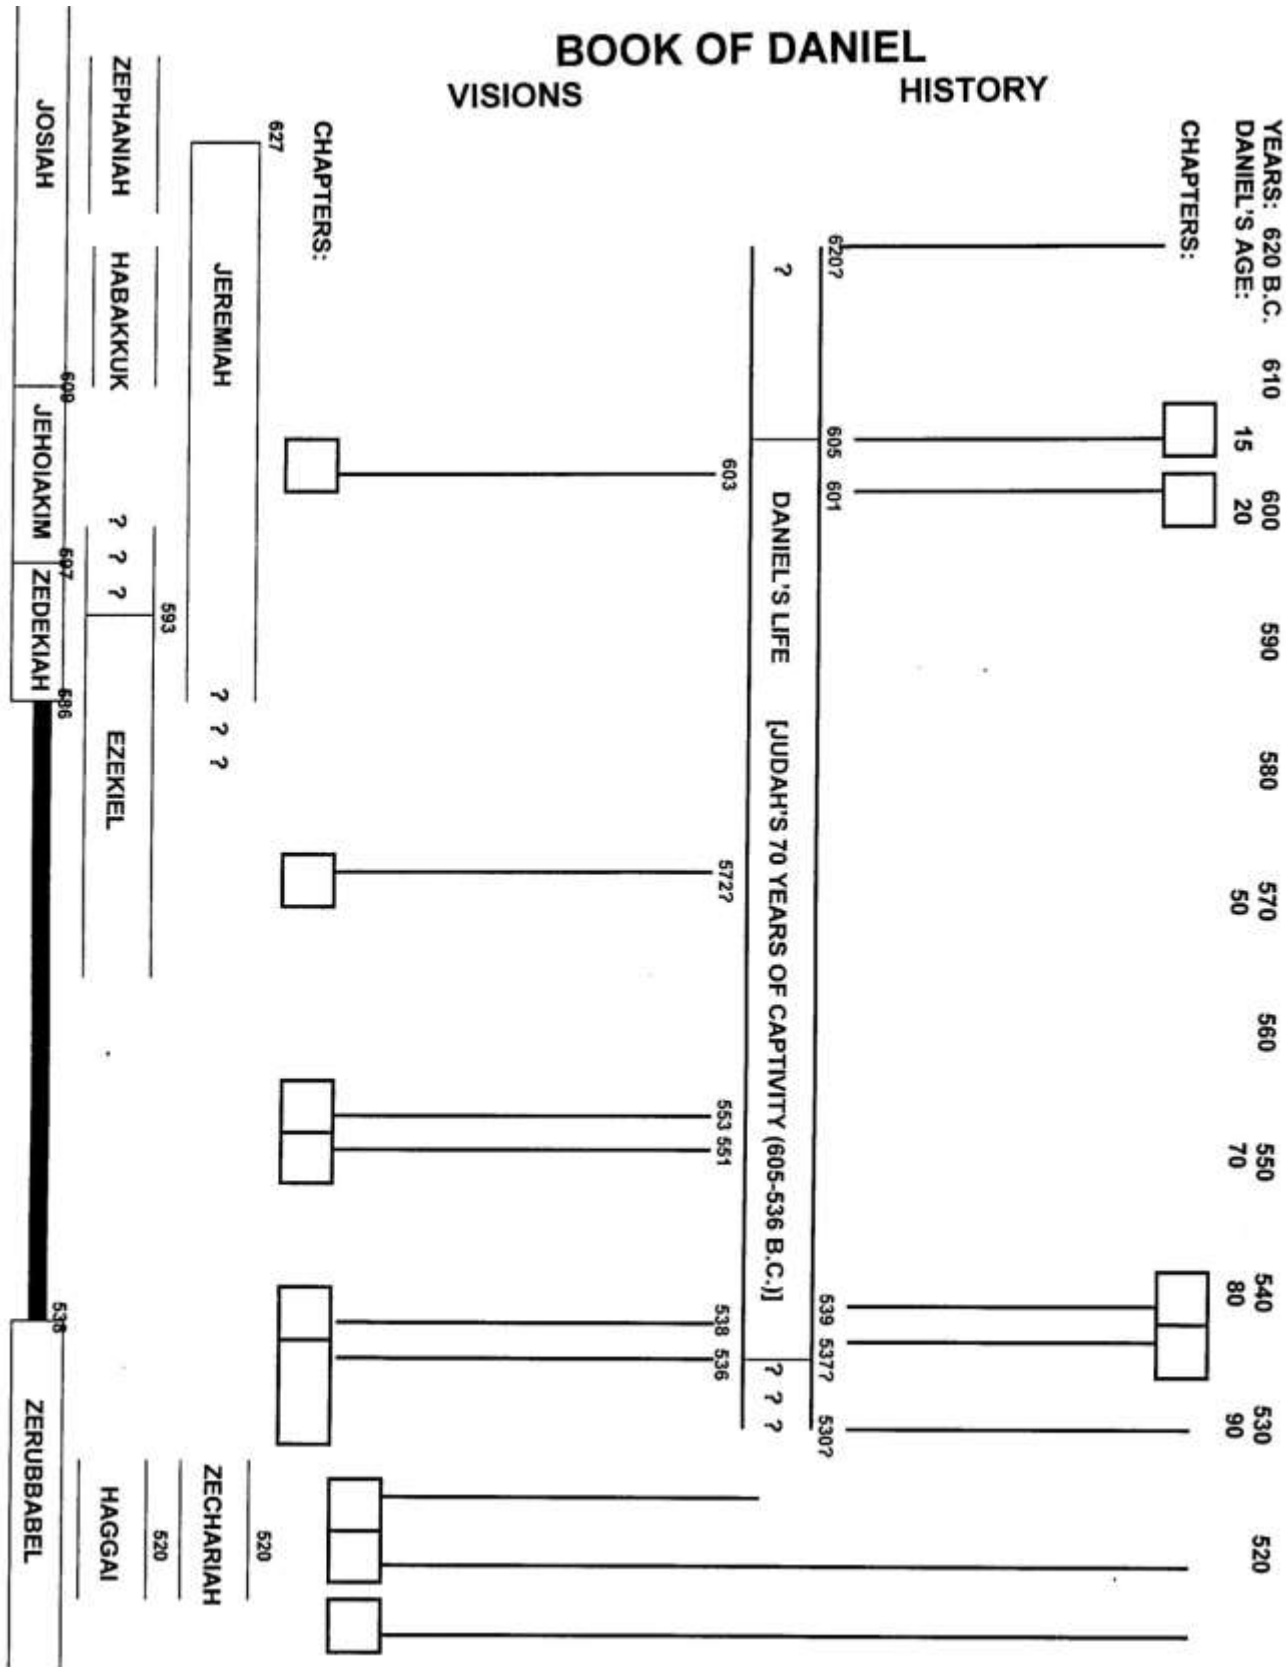 BOOK OF DANIEL
VISIONS
HISTORY
YEARS: 620 B.C. 610 600 590 580 570 560 550 540 530 520
DANIEL'S AGE: 15 20 50 70 80 90
CHAPTERS:
620? 605 601 539 537? 530?
? DANIEL'S LIFE [JUDAH'S 70 YEARS OF CAPTIVITY (605-536 B.C.)] ? ? ?
603 572? 553 551 538 536
CHAPTERS:
627 520
JEREMIAH ? ? ? ZECHARIAH
593 520
ZEPHANIAH HABAKKUK ? ? ? EZEKIEL HAGGAI
609 597 586 538
JOSIAH JEHOIAKIM ZEDEKIAH ZERUBBABEL